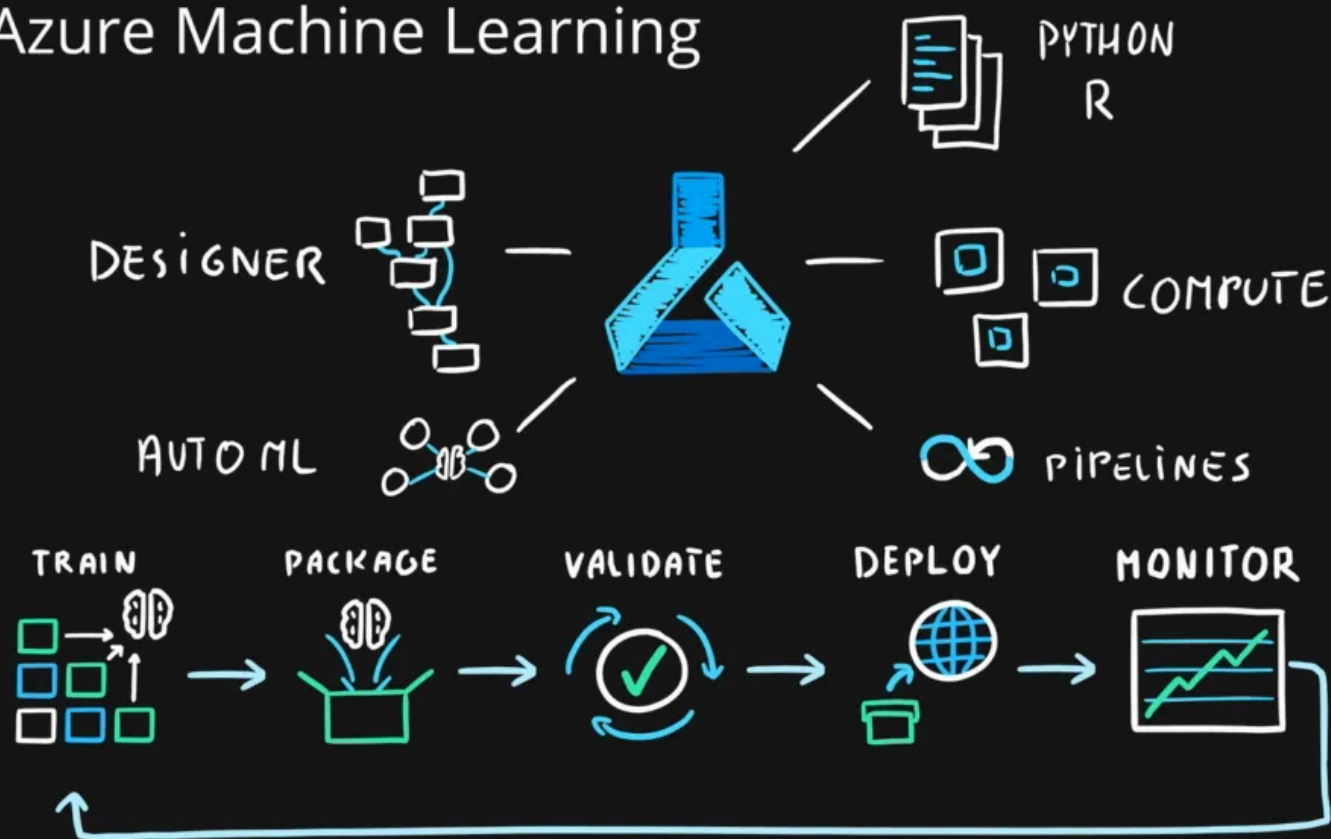 Azure Machine Learning
PYTHON
R
DESIGNER
COMPUTE
AUTO ML
PIPELINES
TRAIN
PACKAGE
VALIDATE
DEPLOY
MONITOR